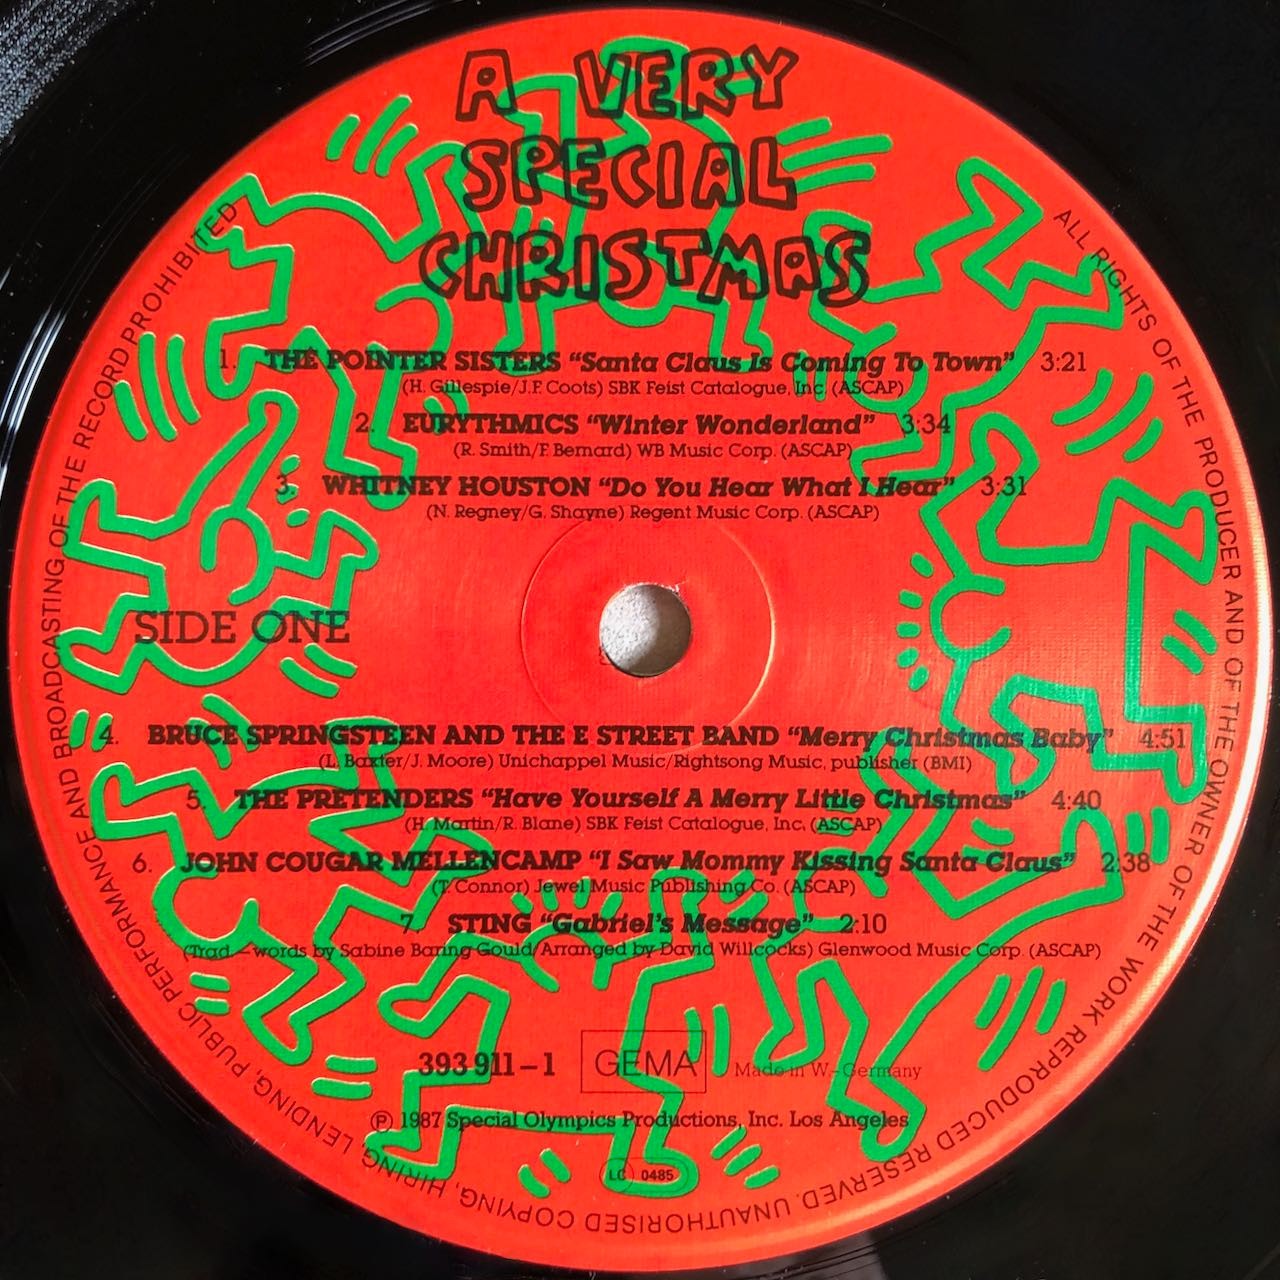 A VERY
SPECIAL
CHRISTMAS
1. THE POINTER SISTERS “Santa Claus Is Coming To Town” 3:21
(H. Gillespie/J.F. Coots) SBK Feist Catalogue, Inc. (ASCAP)
2. EURYTHMICS “Winter Wonderland” 3:34
(R. Smith/F. Bernard) WB Music Corp. (ASCAP)
3. WHITNEY HOUSTON “Do You Hear What I Hear” 3:31
(N. Regney/G. Shayne) Regent Music Corp. (ASCAP)
SIDE ONE
4. BRUCE SPRINGSTEEN AND THE E STREET BAND “Merry Christmas Baby” 4:51
(L. Baxter/J. Moore) Unichappel Music/Rightsong Music, publisher (BMI)
5. THE PRETENDERS “Have Yourself A Merry Little Christmas” 4:40
(H. Martin/R. Blane) SBK Feist Catalogue, Inc. (ASCAP)
6. JOHN COUGAR MELLENCAMP “I Saw Mommy Kissing Santa Claus” 2:38
(T. Connor) Jewel Music Publishing Co. (ASCAP)
7. STING “Gabriel's Message” 2:10
(Trad.—words by Sabine Baring-Gould/Arranged by David Willcocks) Glenwood Music Corp. (ASCAP)
393 911–1 GEMA Made in W.-Germany
℗ 1987 Special Olympics Productions, Inc. Los Angeles
LC 0485
ALL RIGHTS OF THE PRODUCER AND OF THE OWNER OF THE WORK REPRODUCED RESERVED. UNAUTHORISED COPYING, HIRING, LENDING, PUBLIC PERFORMANCE AND BROADCASTING OF THE RECORD PROHIBITED